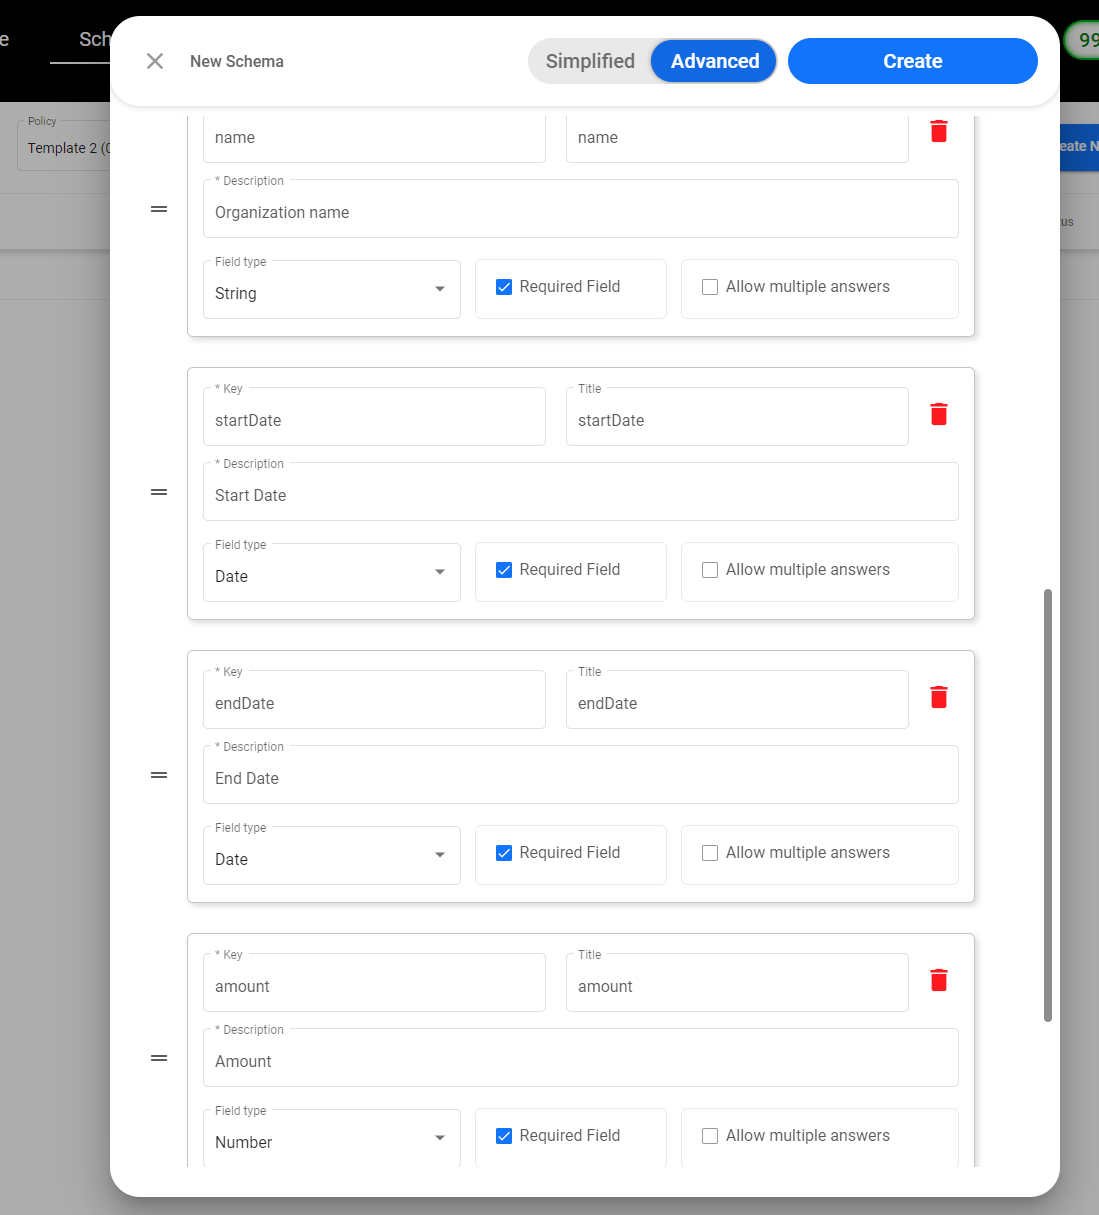 New Schema
Simplified
Advanced
Create
99
Policy
Template 2
name
name
* Description
Organization name
Field type
String
Required Field
Allow multiple answers
* Key
startDate
Title
startDate
* Description
Start Date
Field type
Date
Required Field
Allow multiple answers
* Key
endDate
Title
endDate
* Description
End Date
Field type
Date
Required Field
Allow multiple answers
* Key
amount
Title
amount
* Description
Amount
Field type
Number
Required Field
Allow multiple answers